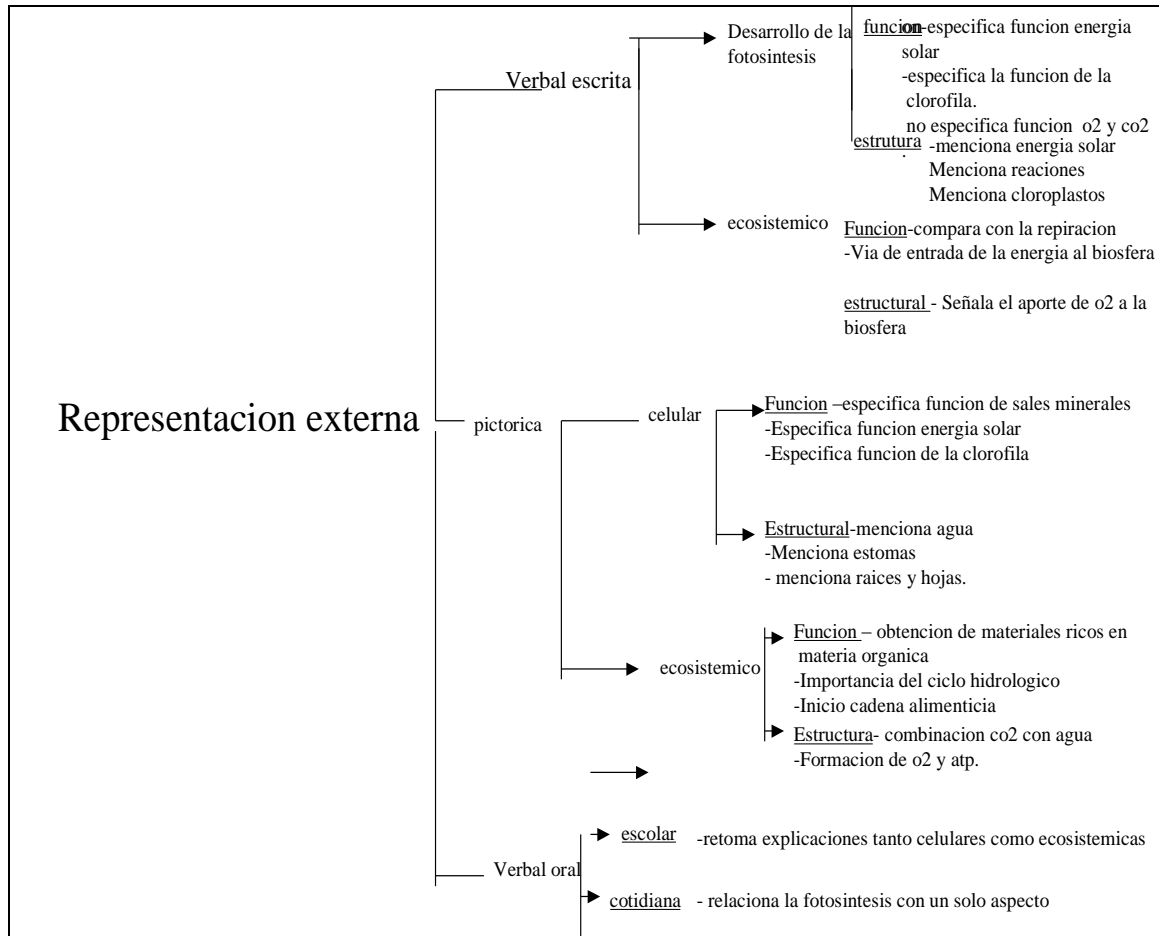 Representacion externa
Verbal escrita
Desarrollo de la
fotosintesis
funcion-especifica funcion energia
solar
-especifica la funcion de la
clorofila.
no especifica funcion o2 y co2
estrutura -menciona energia solar
Menciona reaciones
Menciona cloroplastos
ecosistemico
Funcion-compara con la repiracion
-Via de entrada de la energia al biosfera
estructural - Señala el aporte de o2 a la
biosfera
pictorica
celular
Funcion –especifica funcion de sales minerales
-Especifica funcion energia solar
-Especifica funcion de la clorofila
Estructural-menciona agua
-Menciona estomas
- menciona raices y hojas.
ecosistemico
Funcion – obtencion de materiales ricos en
materia organica
-Importancia del ciclo hidrologico
-Inicio cadena alimenticia
Estructura- combinacion co2 con agua
-Formacion de o2 y atp.
Verbal oral
escolar -retoma explicaciones tanto celulares como ecosistemicas
cotidiana - relaciona la fotosintesis con un solo aspecto